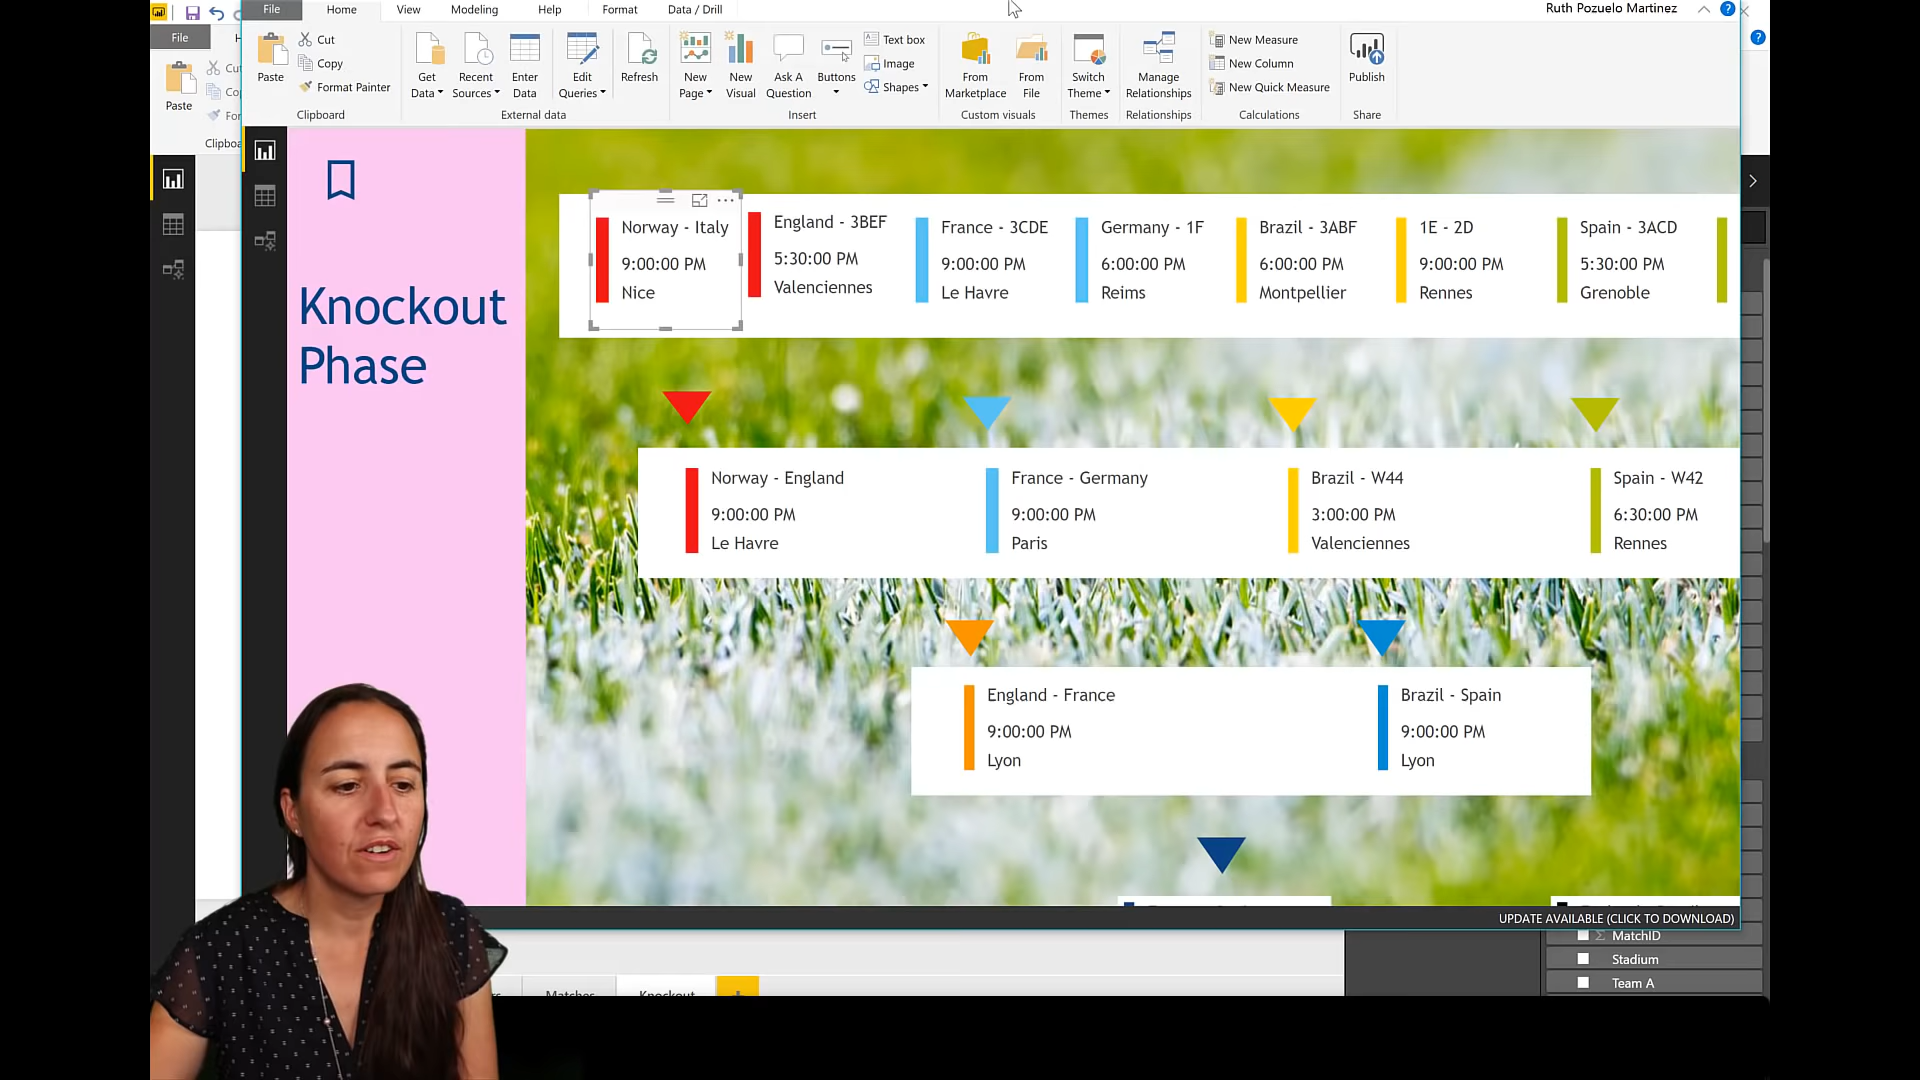 File Home View Modeling Help Format Data / Drill Ruth Pozuelo Martinez
File
Paste
Clipboa
Paste
Cut
Copy
Format Painter
Clipboard
Get Data
Recent Sources
Enter Data
Edit Queries
Refresh
External data
New Page
New Visual
Ask A Question
Buttons
Text box
Image
Shapes
Insert
From Marketplace
From File
Custom visuals
Switch Theme
Themes
Manage Relationships
Relationships
New Measure
New Column
New Quick Measure
Calculations
Publish
Share
Knockout
Phase
Norway - Italy
9:00:00 PM
Nice
England - 3BEF
5:30:00 PM
Valenciennes
France - 3CDE
9:00:00 PM
Le Havre
Germany - 1F
6:00:00 PM
Reims
Brazil - 3ABF
6:00:00 PM
Montpellier
1E - 2D
9:00:00 PM
Rennes
Spain - 3ACD
5:30:00 PM
Grenoble
Norway - England
9:00:00 PM
Le Havre
France - Germany
9:00:00 PM
Paris
Brazil - W44
3:00:00 PM
Valenciennes
Spain - W42
6:30:00 PM
Rennes
England - France
9:00:00 PM
Lyon
Brazil - Spain
9:00:00 PM
Lyon
UPDATE AVAILABLE (CLICK TO DOWNLOAD)
MatchID
Stadium
Team A
Matches Knockout